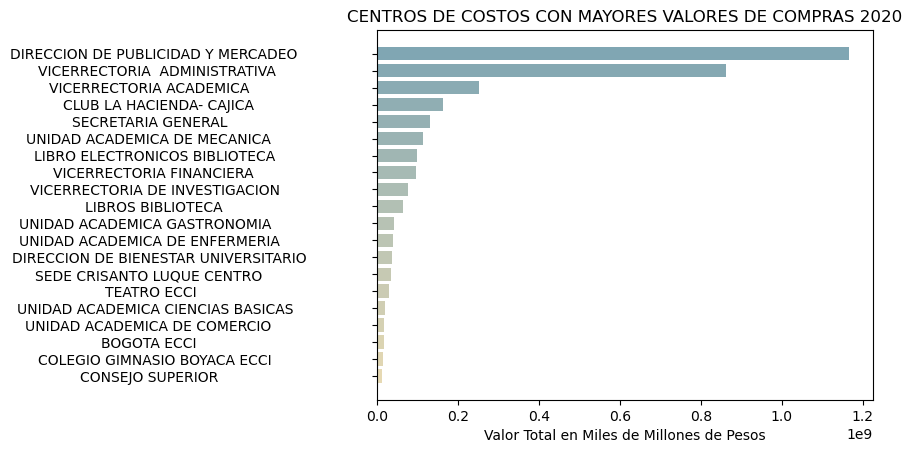 CENTROS DE COSTOS CON MAYORES VALORES DE COMPRAS 2020
DIRECCION DE PUBLICIDAD Y MERCADEO
VICERRECTORIA  ADMINISTRATIVA
VICERRECTORIA ACADEMICA
CLUB LA HACIENDA- CAJICA
SECRETARIA GENERAL
UNIDAD ACADEMICA DE MECANICA
LIBRO ELECTRONICOS BIBLIOTECA
VICERRECTORIA FINANCIERA
VICERRECTORIA DE INVESTIGACION
LIBROS BIBLIOTECA
UNIDAD ACADEMICA GASTRONOMIA
UNIDAD ACADEMICA DE ENFERMERIA
DIRECCION DE BIENESTAR UNIVERSITARIO
SEDE CRISANTO LUQUE CENTRO
TEATRO ECCI
UNIDAD ACADEMICA CIENCIAS BASICAS
UNIDAD ACADEMICA DE COMERCIO
BOGOTA ECCI
COLEGIO GIMNASIO BOYACA ECCI
CONSEJO SUPERIOR
0.0 0.2 0.4 0.6 0.8 1.0 1.2
Valor Total en Miles de Millones de Pesos
1e9